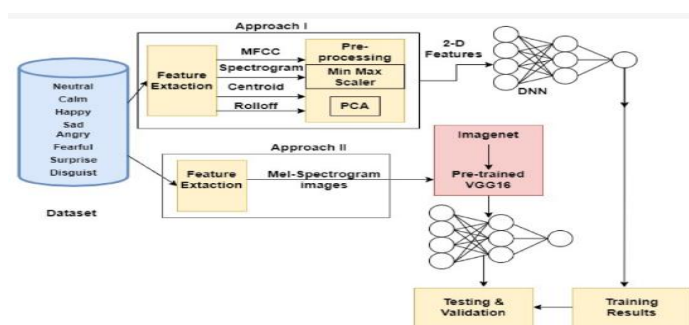 Approach I
Neutral
Calm
Happy
Sad
Angry
Fearful
Surprise
Disguist
Dataset
Feature
Extaction
MFCC
Spectrogram
Centroid
Rolloff
Pre-
processing
Min Max
Scaler
PCA
2-D
Features
DNN
Approach II
Feature
Extaction
Mel-Spectrogram
images
Imagenet
Pre-trained
VGG16
Testing &
Validation
Training
Results